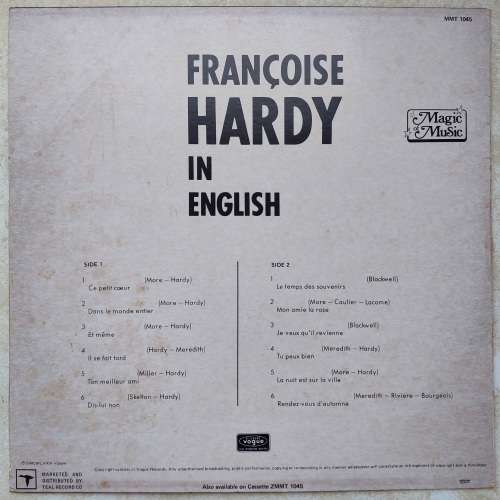 MMT 1045
FRANÇOISE
HARDY
IN
ENGLISH
Magic
of
Music
SIDE 1
1 (More – Hardy)
Ce petit cœur
2 (More – Hardy)
Dans le monde entier
3 (More – Hardy)
Et même
4 (Hardy – Meredith)
Il se fait tard
5 (Miller – Hardy)
Ton meilleur ami
6 (Skelton – Hardy)
Dis-lui non
SIDE 2
1 (Blackwell)
Le temps des souvenirs
2 (More – Caulier – Lacome)
Mon amie la rose
3 (Blackwell)
Je veux qu'il revienne
4 (Meredith – Hardy)
Tu peux bien
5 (More – Hardy)
La nuit est sur la ville
6 (Meredith – Riviere – Bourgeois)
Rendez-vous d'automne
MARKETED AND
DISTRIBUTED BY
TEAL RECORD CO
vogue
Also available on Cassette ZMMT 1045